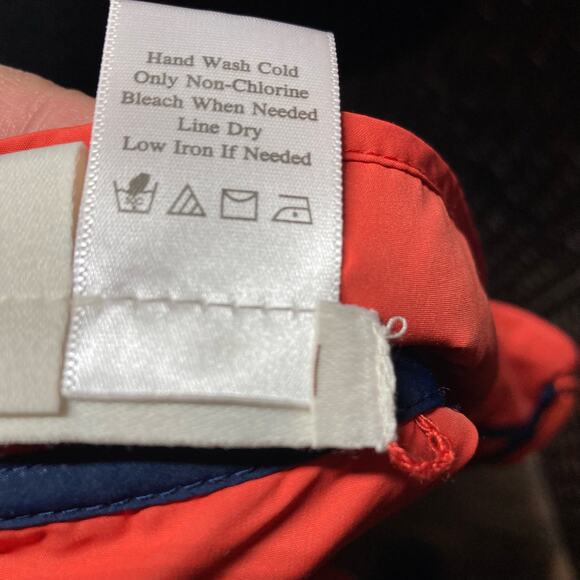 Hand Wash Cold
Only Non-Chlorine
Bleach When Needed
Line Dry
Low Iron If Needed